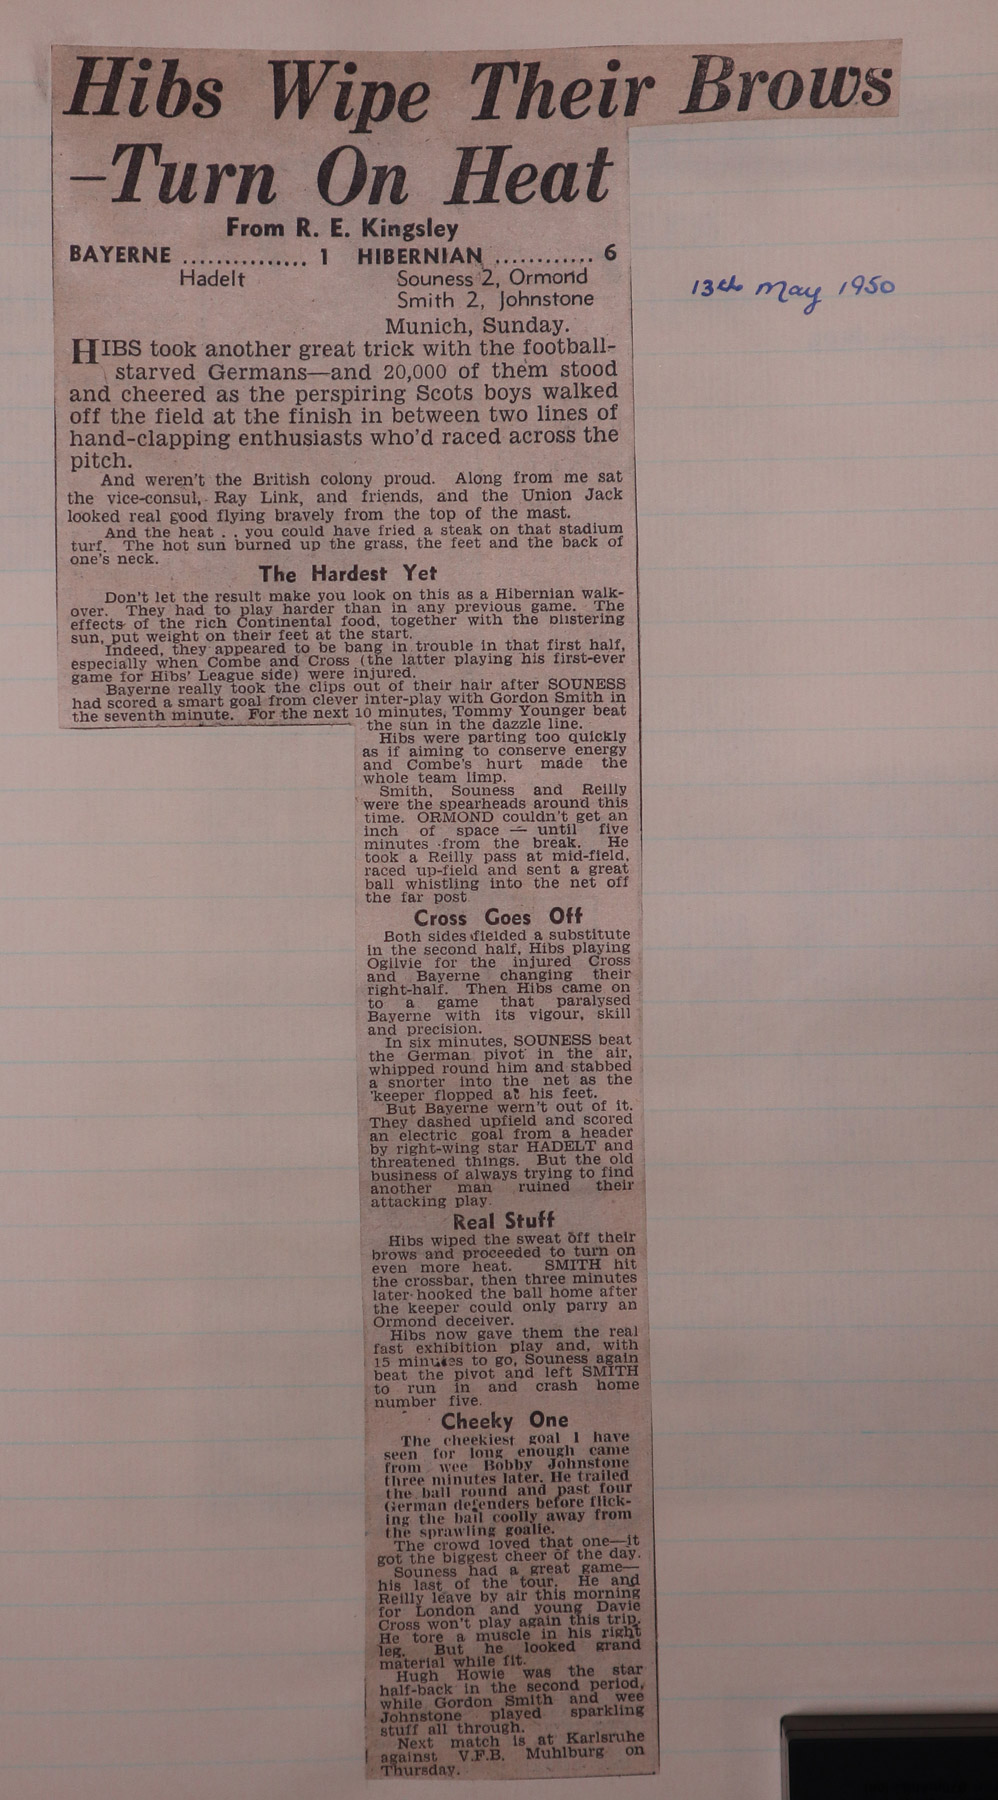 Hibs Wipe Their Brows
–Turn On Heat
From R. E. Kingsley
BAYERNE ............... 1 HIBERNIAN ............ 6
Hadelt Souness 2, Ormond
Smith 2, Johnstone
13th May 1950
Munich, Sunday.
HIBS took another great trick with the football-
starved Germans—and 20,000 of them stood
and cheered as the perspiring Scots boys walked
off the field at the finish in between two lines of
hand-clapping enthusiasts who'd raced across the
pitch.
And weren't the British colony proud. Along from me sat
the vice-consul, Ray Link, and friends, and the Union Jack
looked real good flying bravely from the top of the mast.
And the heat . . you could have fried a steak on that stadium
turf. The hot sun burned up the grass, the feet and the back of
one's neck.
The Hardest Yet
Don't let the result make you look on this as a Hibernian walk-
over. They had to play harder than in any previous game. The
effects of the rich Continental food, together with the blistering
sun, put weight on their feet at the start.
Indeed, they appeared to be bang in trouble in that first half,
especially when Combe and Cross (the latter playing his first-ever
game for Hibs' League side) were injured.
Bayerne really took the clips out of their hair after SOUNESS
had scored a smart goal from clever inter-play with Gordon Smith in
the seventh minute. For the next 10 minutes, Tommy Younger beat
the sun in the dazzle line.
Hibs were parting too quickly
as if aiming to conserve energy
and Combe's hurt made the
whole team limp.
Smith, Souness and Reilly
were the spearheads around this
time. ORMOND couldn't get an
inch of space — until five
minutes from the break. He
took a Reilly pass at mid-field,
raced up-field and sent a great
ball whistling into the net off
the far post
Cross Goes Off
Both sides fielded a substitute
in the second half, Hibs playing
Ogilvie for the injured Cross
and Bayerne changing their
right-half. Then Hibs came on
to a game that paralysed
Bayerne with its vigour, skill
and precision.
In six minutes, SOUNESS beat
the German pivot in the air,
whipped round him and stabbed
a snorter into the net as the
'keeper flopped at his feet.
But Bayerne wern't out of it.
They dashed upfield and scored
an electric goal from a header
by right-wing star HADELT and
threatened things. But the old
business of always trying to find
another man ruined their
attacking play.
Real Stuff
Hibs wiped the sweat off their
brows and proceeded to turn on
even more heat. SMITH hit
the crossbar, then three minutes
later hooked the ball home after
the keeper could only parry an
Ormond deceiver.
Hibs now gave them the real
fast exhibition play and, with
15 minutes to go, Souness again
beat the pivot and left SMITH
to run in and crash home
number five.
Cheeky One
The cheekiest goal I have
seen for long enough came
from wee Bobby Johnstone
three minutes later. He trailed
the ball round and past four
German defenders before flick-
ing the ball coolly away from
the sprawling goalie.
The crowd loved that one—it
got the biggest cheer of the day.
Souness had a great game—
his last of the tour. He and
Reilly leave by air this morning
for London and young Davie
Cross won't play again this trip.
He tore a muscle in his right
leg. But he looked grand
material while fit.
Hugh Howie was the star
half-back in the second period,
while Gordon Smith and wee
Johnstone played sparkling
stuff all through.
Next match is at Karlsruhe
against V.F.B. Muhlburg on
Thursday.